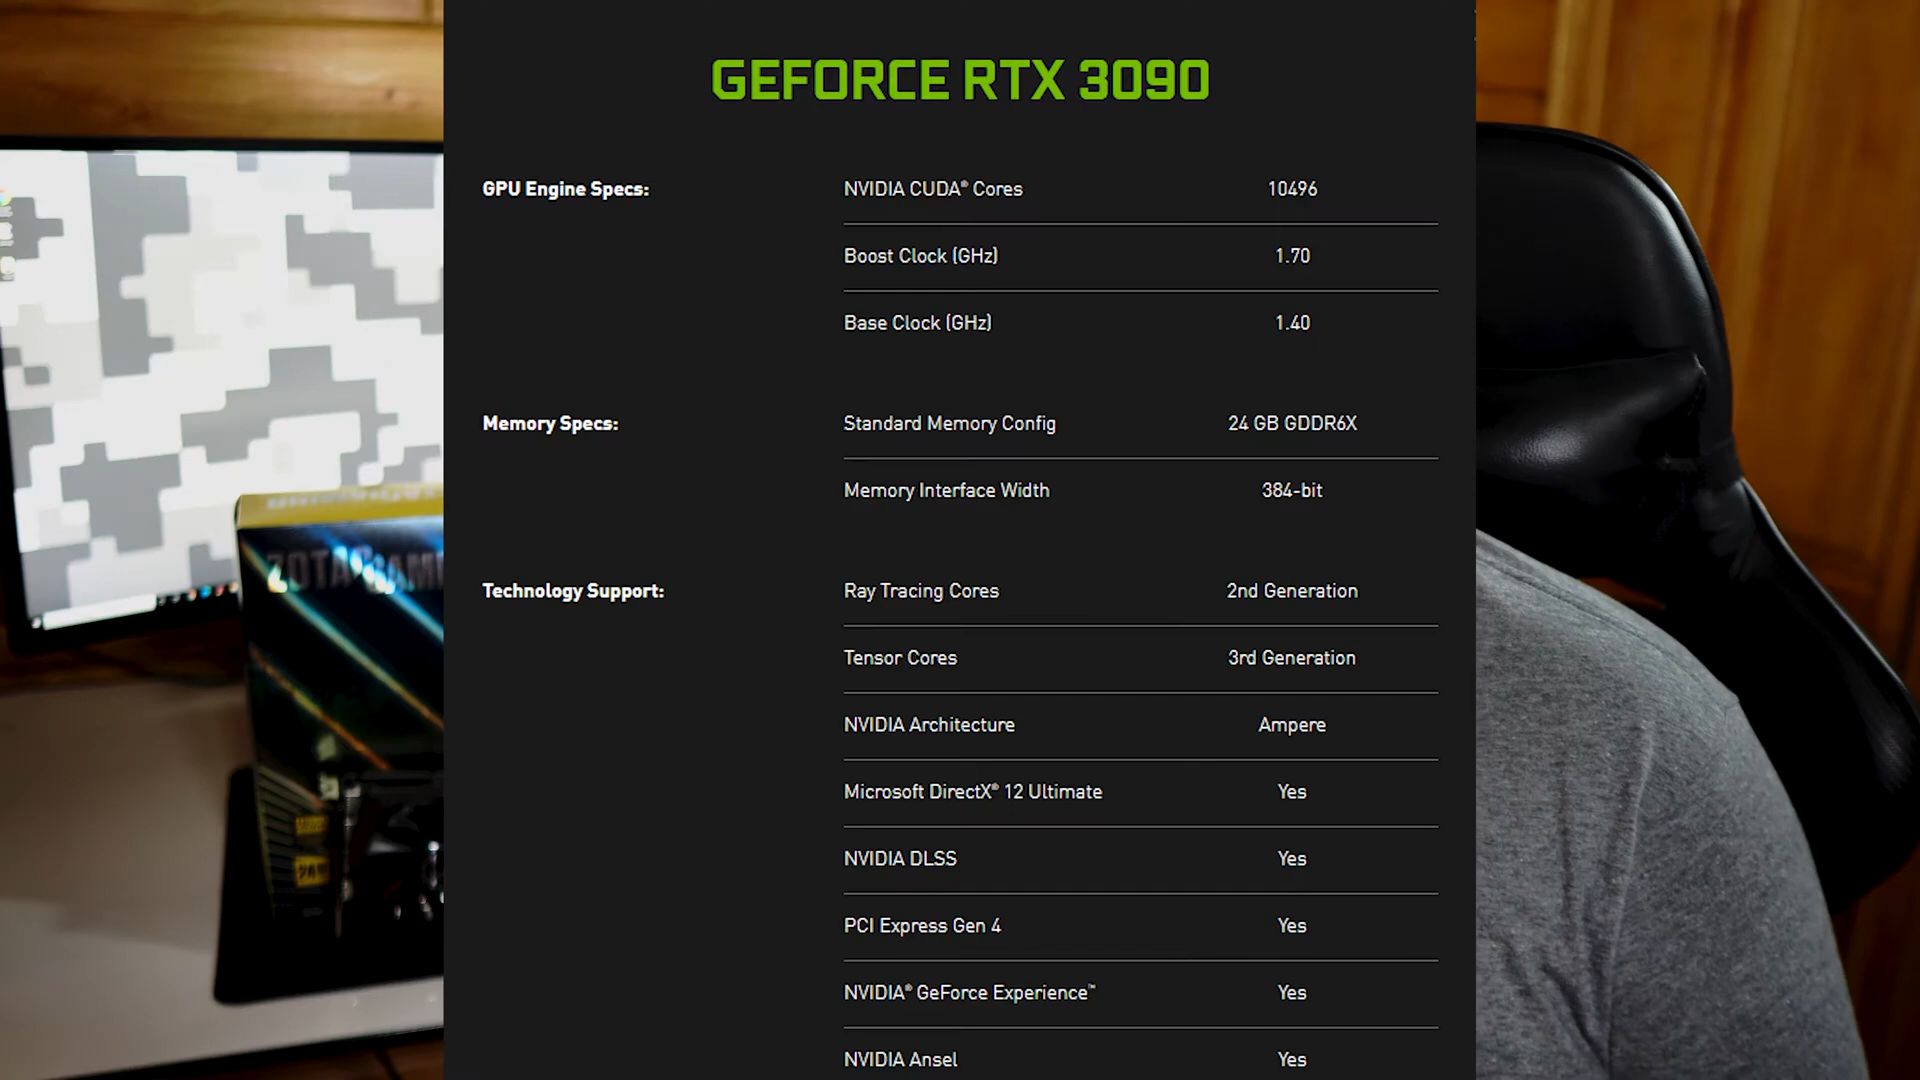 GEFORCE RTX 3090
GPU Engine Specs:
NVIDIA CUDA® Cores 10496
Boost Clock (GHz) 1.70
Base Clock (GHz) 1.40
Memory Specs:
Standard Memory Config 24 GB GDDR6X
Memory Interface Width 384-bit
Technology Support:
Ray Tracing Cores 2nd Generation
Tensor Cores 3rd Generation
NVIDIA Architecture Ampere
Microsoft DirectX® 12 Ultimate Yes
NVIDIA DLSS Yes
PCI Express Gen 4 Yes
NVIDIA® GeForce Experience™ Yes
NVIDIA Ansel Yes
ZOTAC GAMI